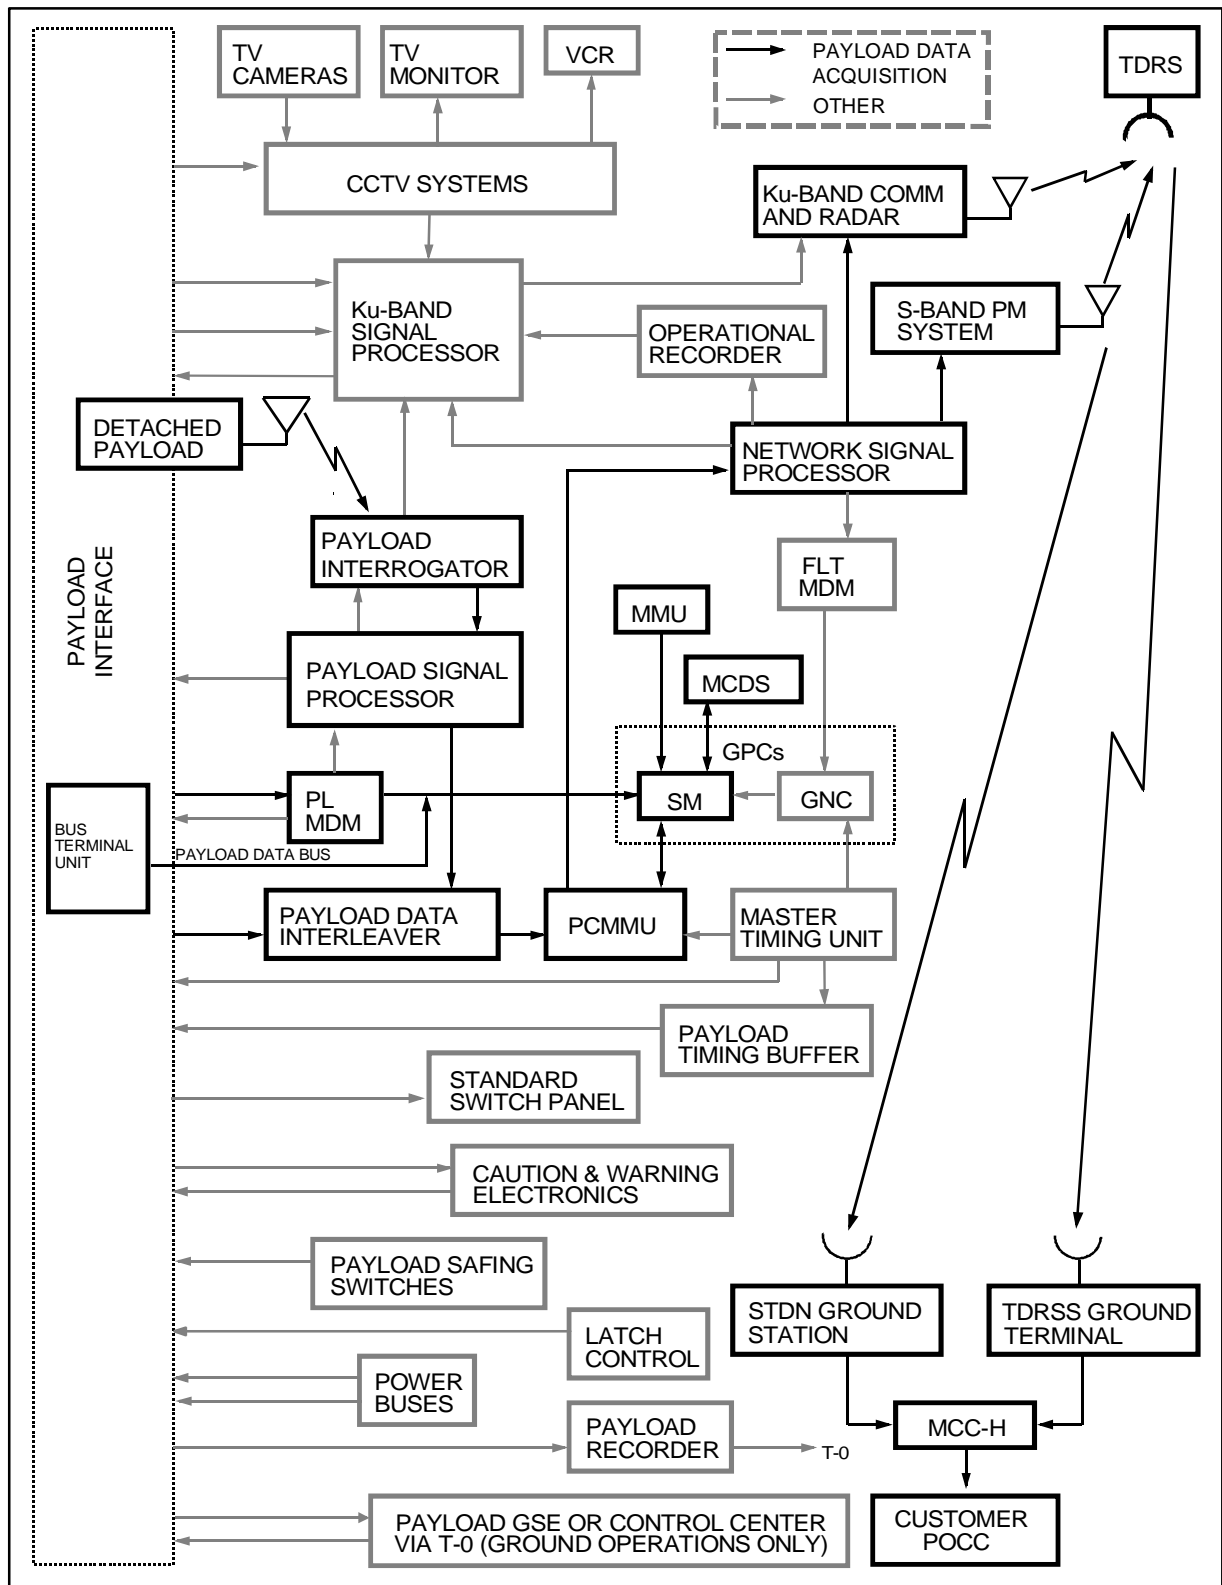 TV
CAMERAS
TV
MONITOR
VCR
PAYLOAD DATA
ACQUISITION
OTHER
TDRS
CCTV SYSTEMS
Ku-BAND COMM
AND RADAR
Ku-BAND
SIGNAL
PROCESSOR
OPERATIONAL
RECORDER
S-BAND PM
SYSTEM
DETACHED
PAYLOAD
NETWORK SIGNAL
PROCESSOR
PAYLOAD
INTERROGATOR
FLT
MDM
PAYLOAD
INTERFACE
MMU
PAYLOAD SIGNAL
PROCESSOR
MCDS
GPCs
PL
MDM
SM
GNC
BUS
TERMINAL
UNIT
PAYLOAD DATA BUS
PAYLOAD DATA
INTERLEAVER
PCMMU
MASTER
TIMING UNIT
PAYLOAD
TIMING BUFFER
STANDARD
SWITCH PANEL
CAUTION & WARNING
ELECTRONICS
PAYLOAD SAFING
SWITCHES
STDN GROUND
STATION
TDRSS GROUND
TERMINAL
LATCH
CONTROL
POWER
BUSES
PAYLOAD
RECORDER
T-0
MCC-H
PAYLOAD GSE OR CONTROL CENTER
VIA T-0 (GROUND OPERATIONS ONLY)
CUSTOMER
POCC